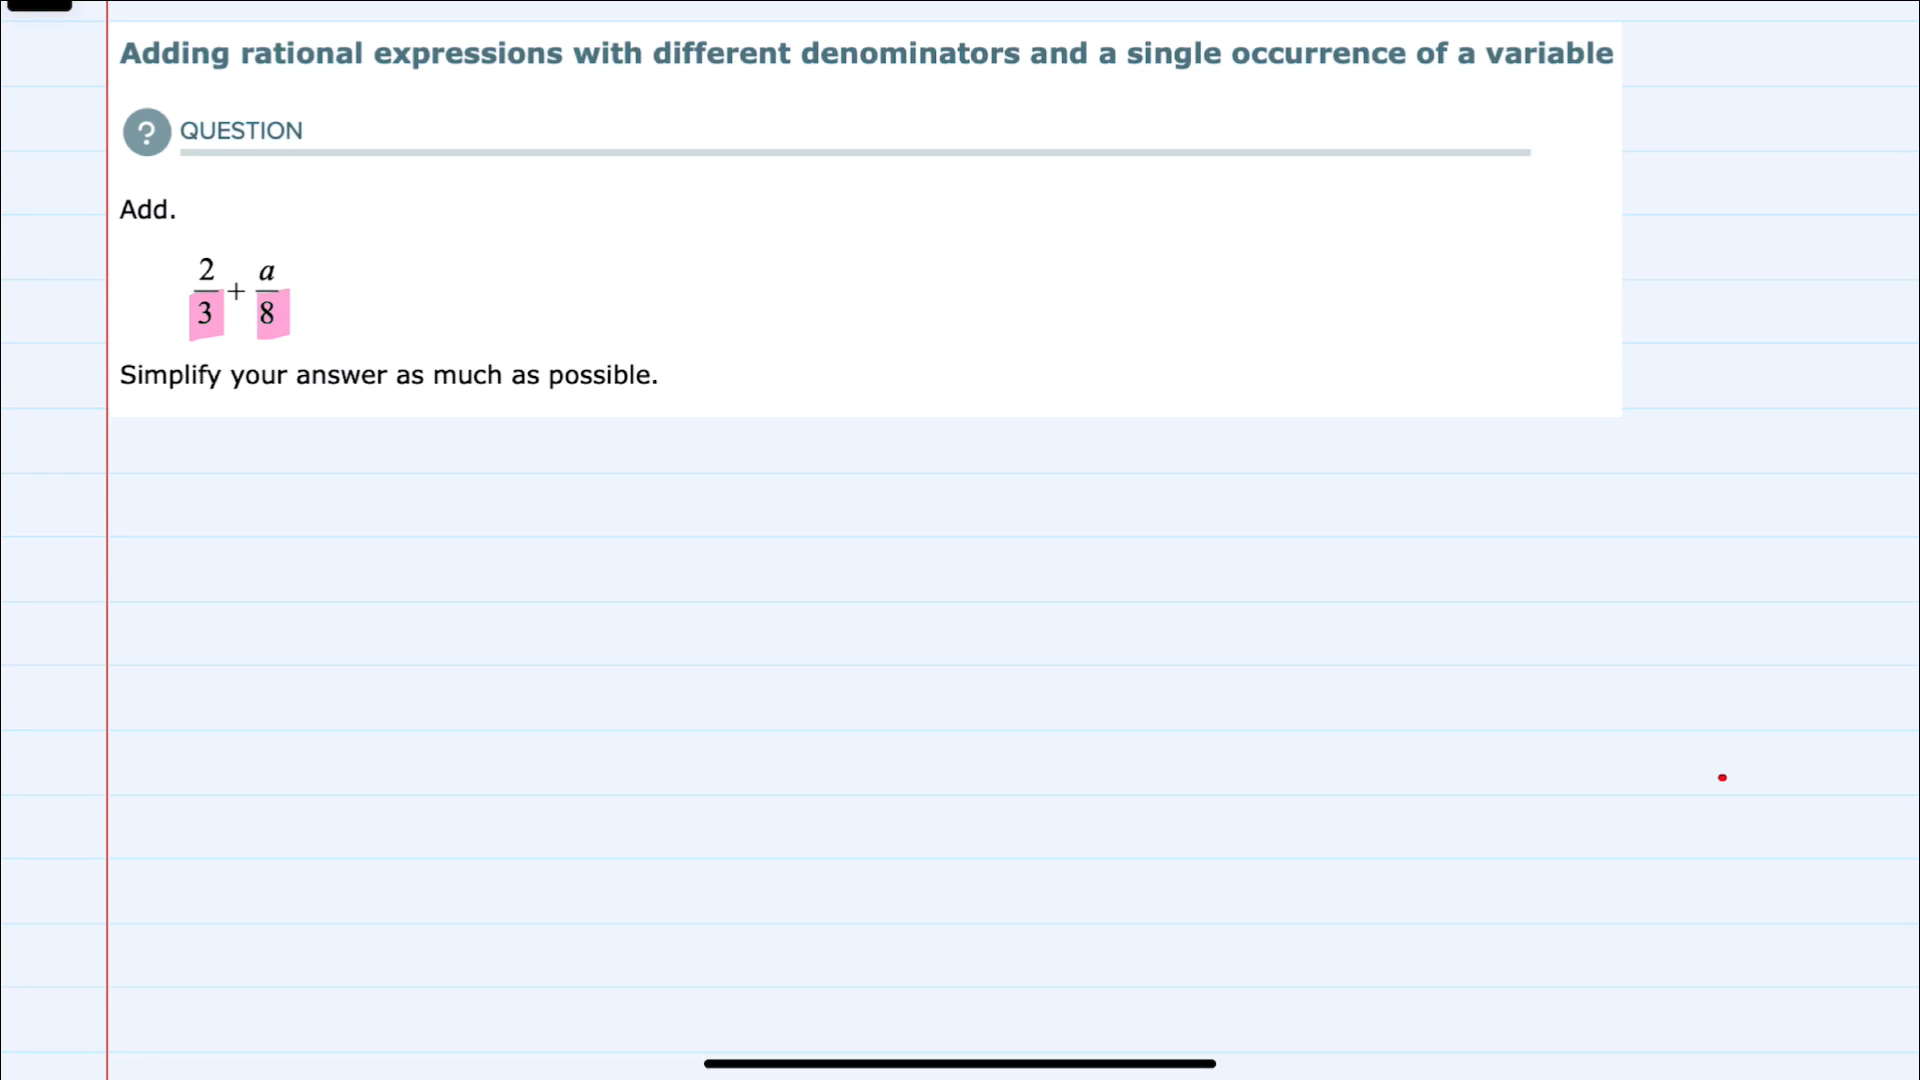 Adding rational expressions with different denominators and a single occurrence of a variable
? QUESTION
Add.
2/3 + a/8
Simplify your answer as much as possible.